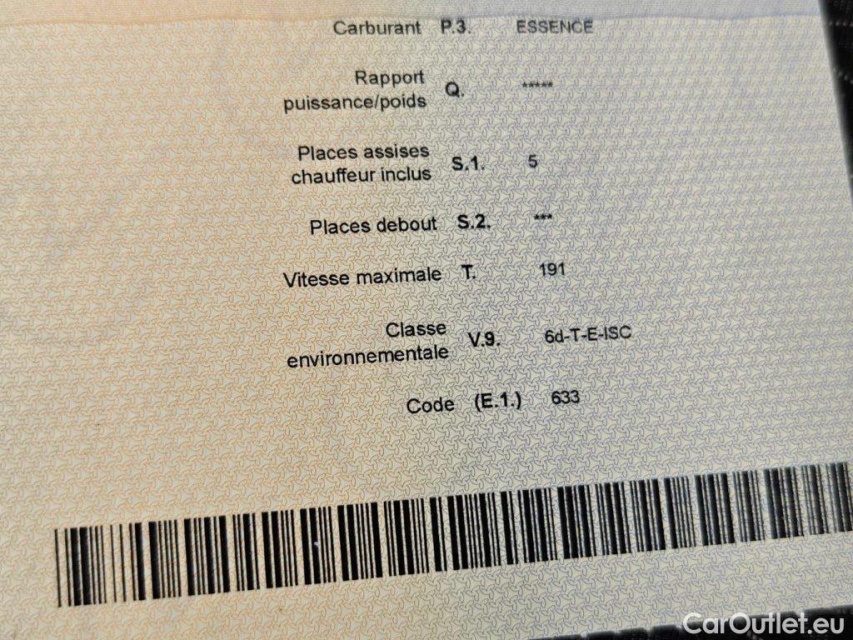 Carburant P.3. ESSENCE
Rapport
puissance/poids Q. *****
Places assises
chauffeur inclus S.1. 5
Places debout S.2. ***
Vitesse maximale T. 191
Classe
environnementale V.9. 6d-T-E-ISC
Code (E.1.) 633
CarOutlet.eu